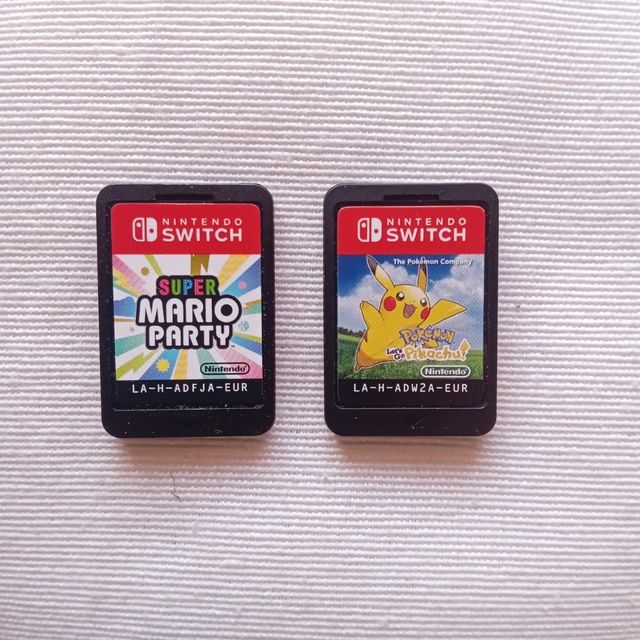 NINTENDO
SWITCH
SUPER
MARIO
PARTY
Nintendo
LA-H-ADFJA-EUR
NINTENDO
SWITCH
The Pokémon Company
POKÉMON
Let's Go
Pikachu!
Nintendo
LA-H-ADW2A-EUR